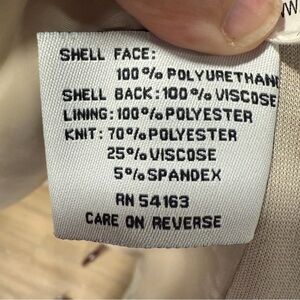 SHELL FACE:
100% POLYURETHAN
SHELL BACK: 100% VISCOSE
LINING: 100% POLYESTER
KNIT: 70% POLYESTER
25% VISCOSE
5% SPANDEX
RN 54163
CARE ON REVERSE